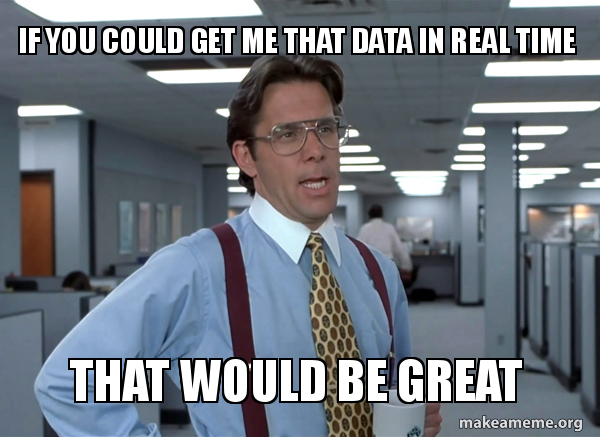 IF YOU COULD GET ME THAT DATA IN REAL TIME
THAT WOULD BE GREAT
makeameme.org